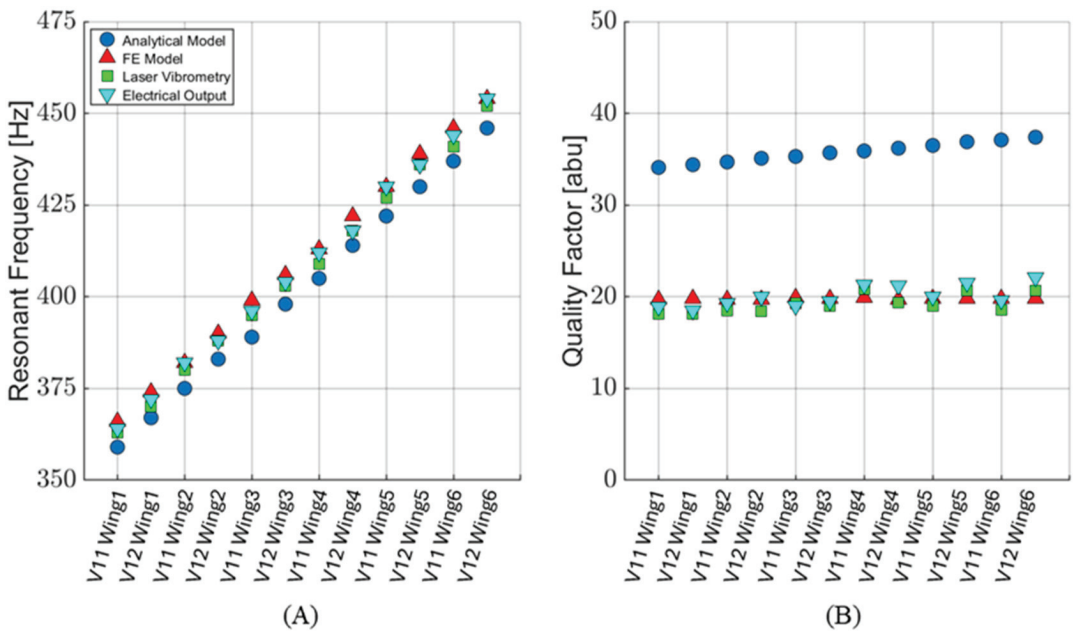 475
450
425
400
375
350
Resonant Frequency [Hz]
Analytical Model
FE Model
Laser Vibrometry
Electrical Output
V11 Wing1
V12 Wing1
V11 Wing2
V12 Wing2
V11 Wing3
V12 Wing3
V11 Wing4
V12 Wing4
V11 Wing5
V12 Wing5
V11 Wing6
V12 Wing6
(A)
50
40
30
20
10
0
Quality Factor [abu]
V11 Wing1
V12 Wing1
V11 Wing2
V12 Wing2
V11 Wing3
V12 Wing3
V11 Wing4
V12 Wing4
V11 Wing5
V12 Wing5
V11 Wing6
V12 Wing6
(B)